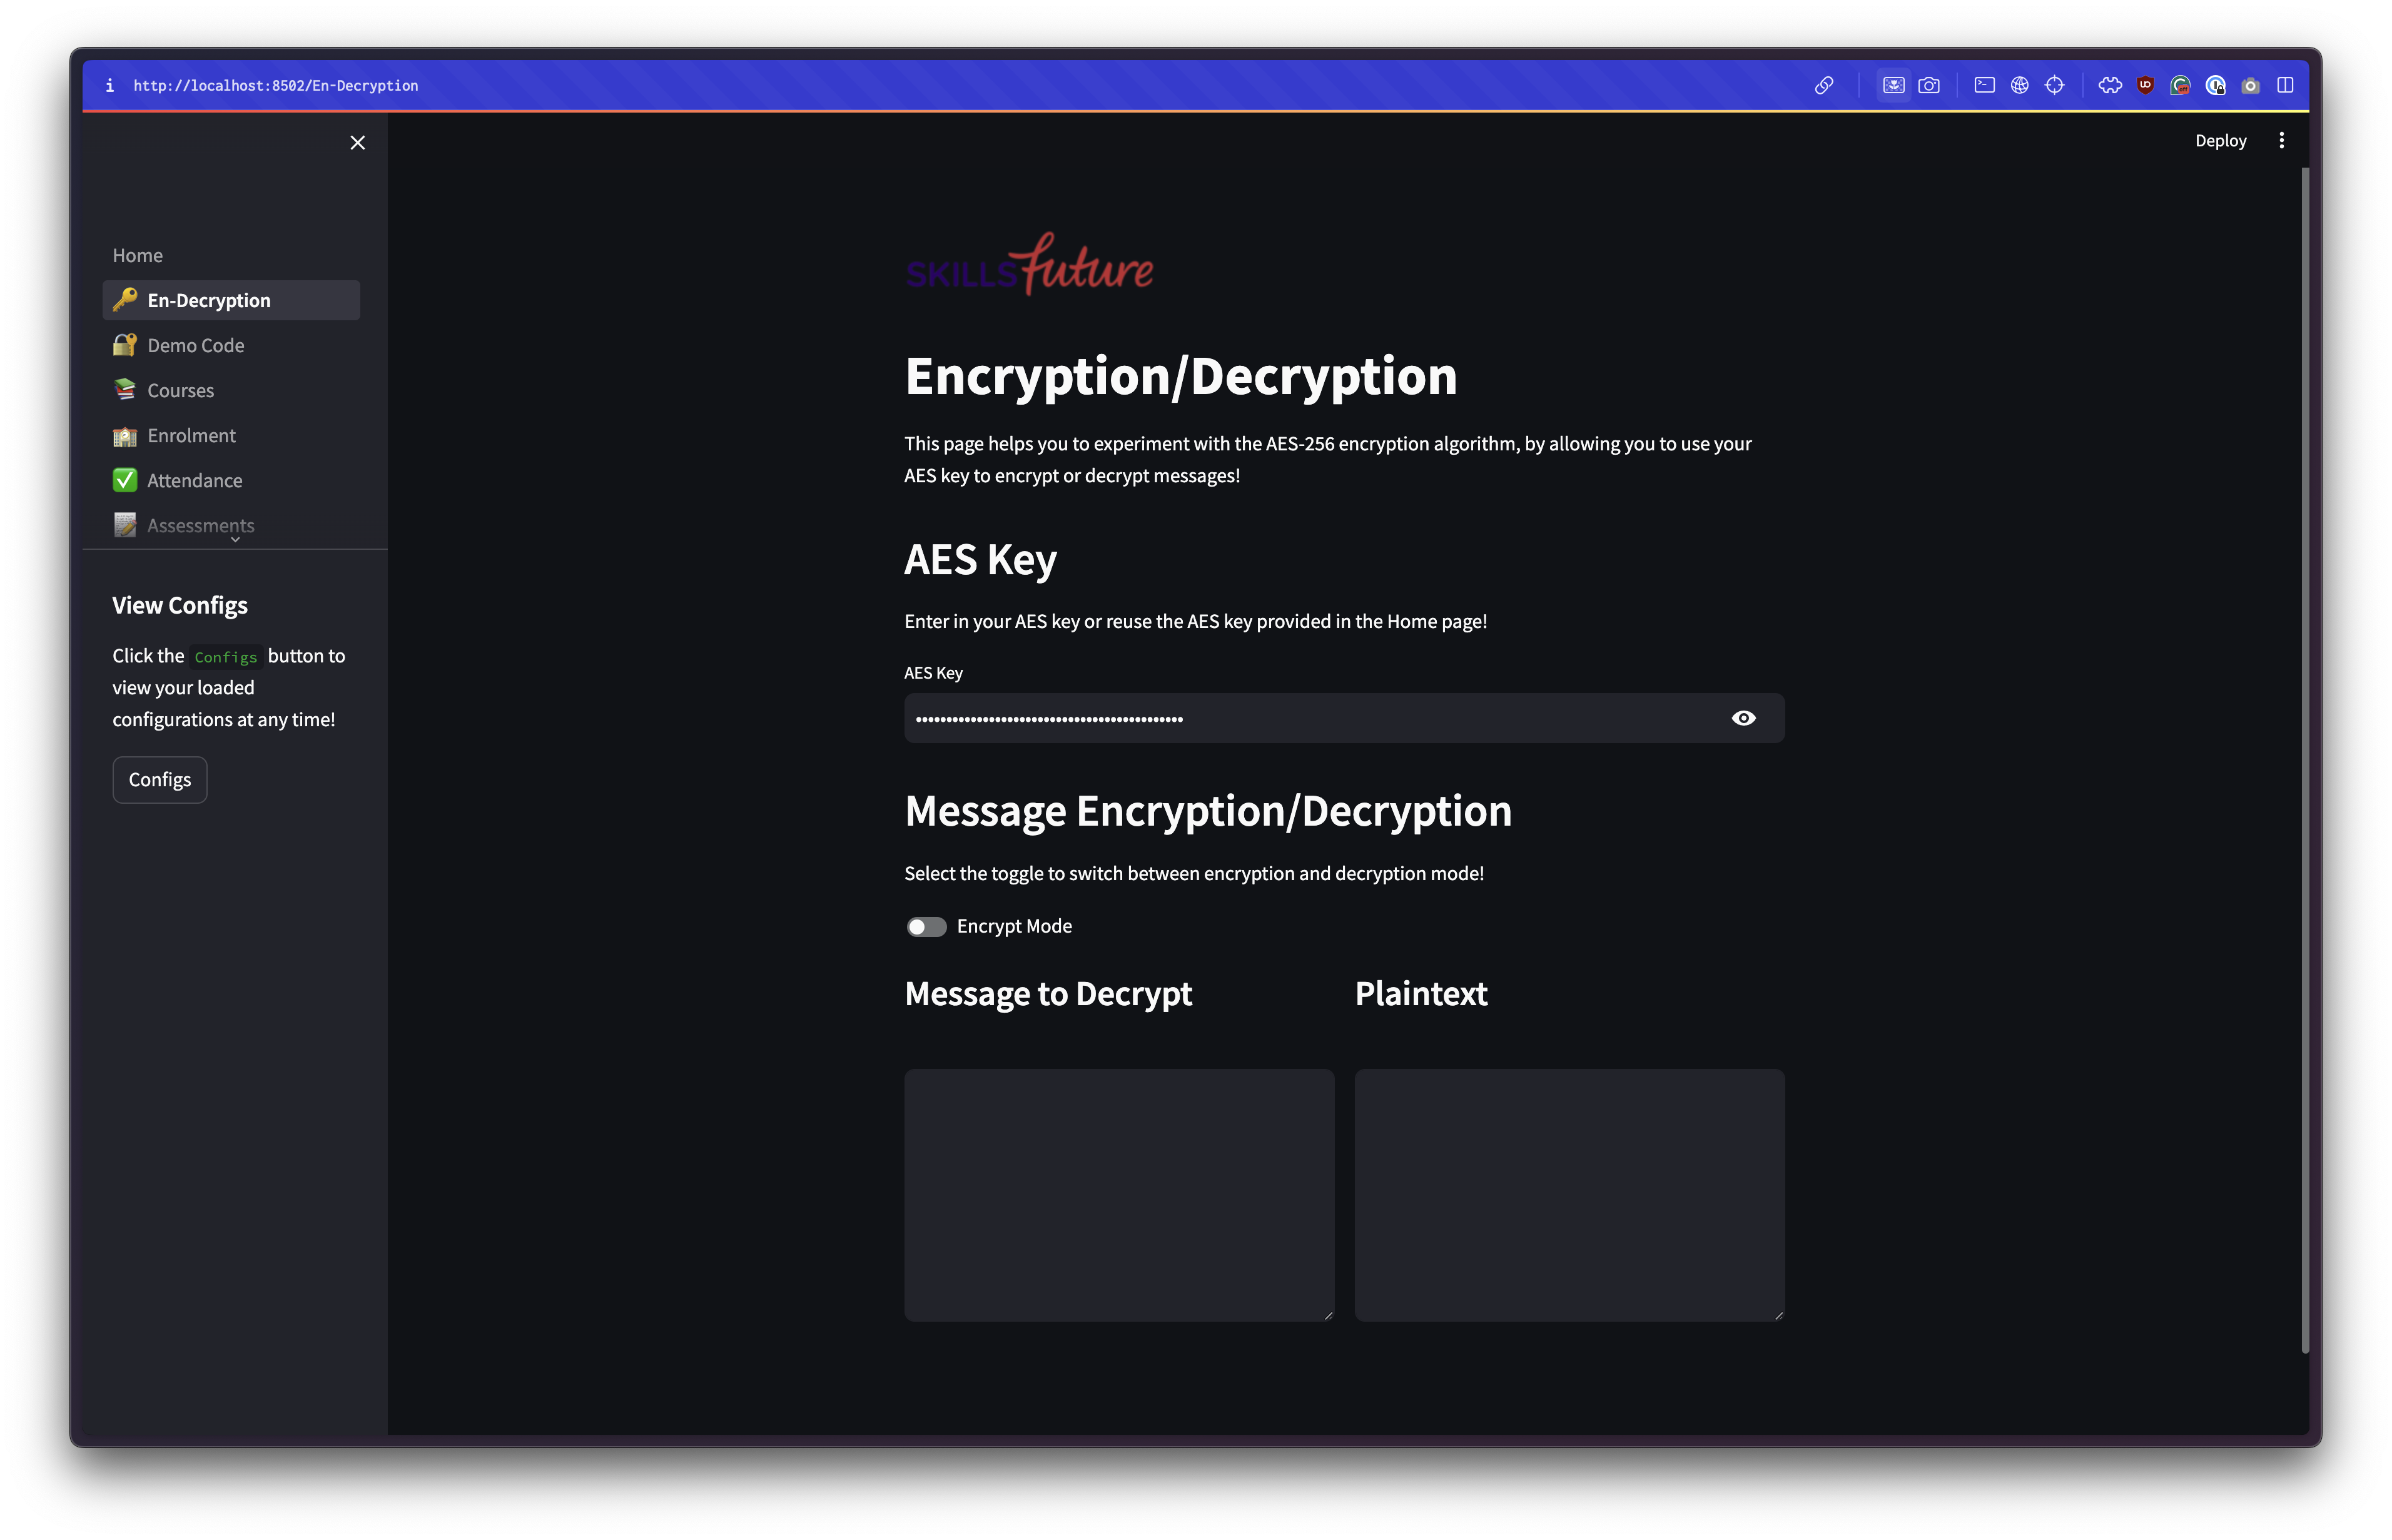 http://localhost:8502/En-Decryption
Deploy
Home
En-Decryption
Demo Code
Courses
Enrolment
Attendance
Assessments
View Configs
Click the Configs button to
view your loaded
configurations at any time!
Configs
SKILLSfuture
Encryption/Decryption
This page helps you to experiment with the AES-256 encryption algorithm, by allowing you to use your
AES key to encrypt or decrypt messages!
AES Key
Enter in your AES key or reuse the AES key provided in the Home page!
AES Key
Message Encryption/Decryption
Select the toggle to switch between encryption and decryption mode!
Encrypt Mode
Message to Decrypt
Plaintext